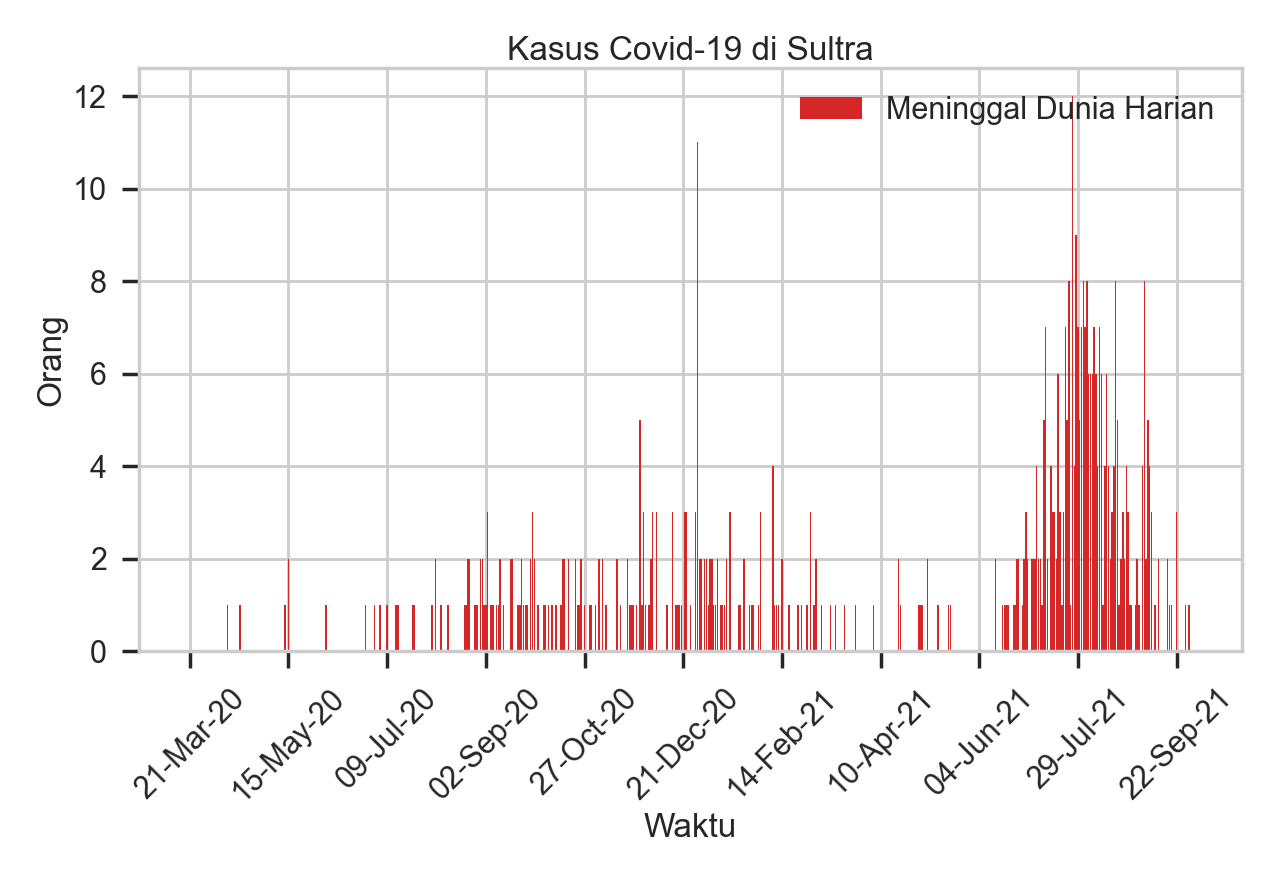 Kasus Covid-19 di Sultra
Meninggal Dunia Harian
12
10
8
6
4
2
0
Orang
21-Mar-20
15-May-20
09-Jul-20
02-Sep-20
27-Oct-20
21-Dec-20
14-Feb-21
10-Apr-21
04-Jun-21
29-Jul-21
22-Sep-21
Waktu